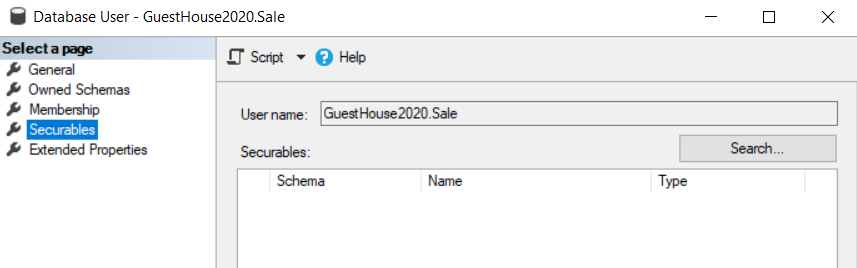 Database User - GuestHouse2020.Sale
Select a page
General
Owned Schemas
Membership
Securables
Extended Properties
Script
Help
User name: GuestHouse2020.Sale
Securables:
Search...
Schema Name Type